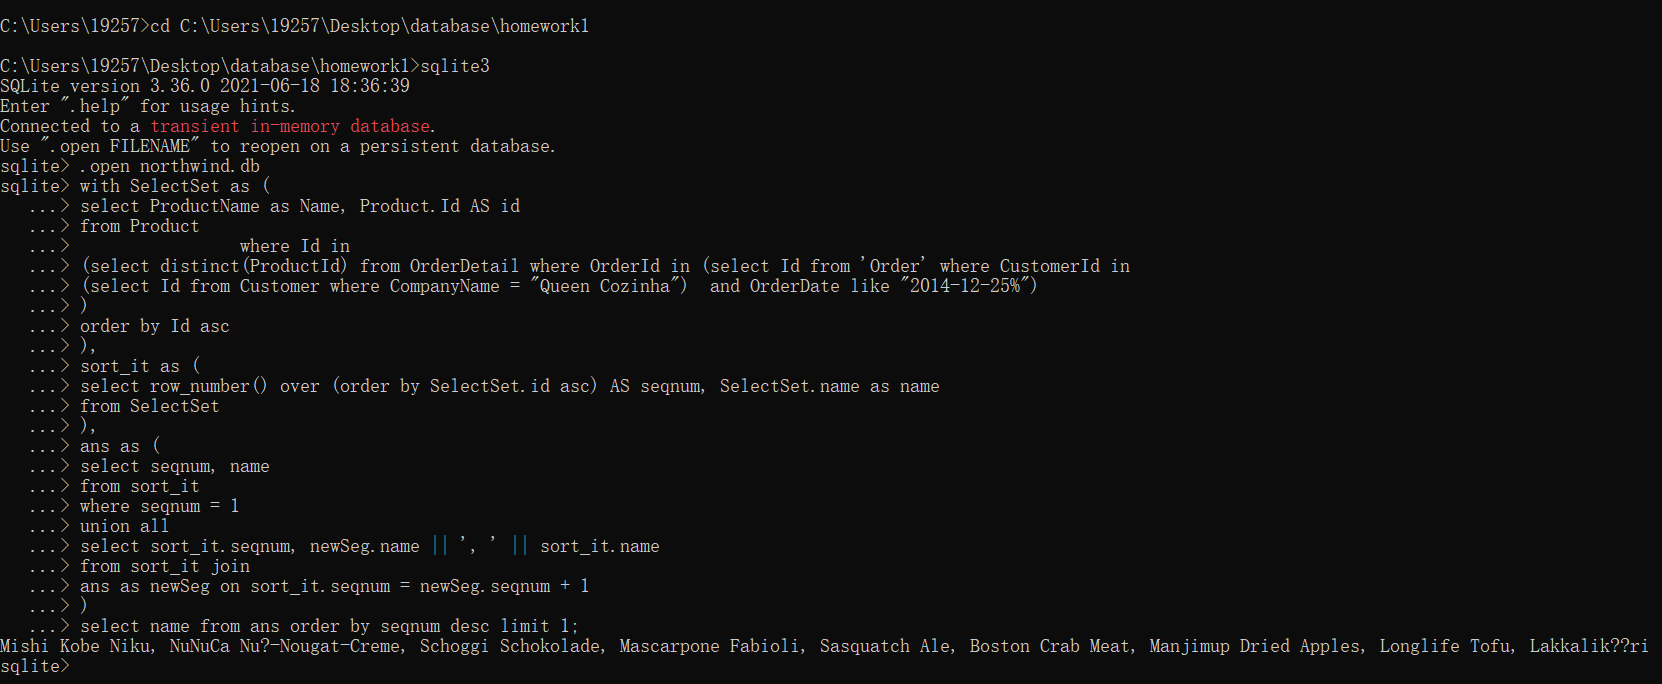 C:\Users\19257>cd C:\Users\19257\Desktop\database\homework1
C:\Users\19257\Desktop\database\homework1>sqlite3
SQLite version 3.36.0 2021-06-18 18:36:39
Enter ".help" for usage hints.
Connected to a transient in-memory database.
Use ".open FILENAME" to reopen on a persistent database.
sqlite> .open northwind.db
sqlite> with SelectSet as (
   ...> select ProductName as Name, Product.Id AS id
   ...> from Product
   ...>                 where Id in
   ...> (select distinct(ProductId) from OrderDetail where OrderId in (select Id from 'Order' where CustomerId in
   ...> (select Id from Customer where CompanyName = "Queen Cozinha")  and OrderDate like "2014-12-25%")
   ...> )
   ...> order by Id asc
   ...> ),
   ...> sort_it as (
   ...> select row_number() over (order by SelectSet.id asc) AS seqnum, SelectSet.name as name
   ...> from SelectSet
   ...> ),
   ...> ans as (
   ...> select seqnum, name
   ...> from sort_it
   ...> where seqnum = 1
   ...> union all
   ...> select sort_it.seqnum, newSeg.name || ', ' || sort_it.name
   ...> from sort_it join
   ...> ans as newSeg on sort_it.seqnum = newSeg.seqnum + 1
   ...> )
   ...> select name from ans order by seqnum desc limit 1;
Mishi Kobe Niku, NuNuCa Nu?-Nougat-Creme, Schoggi Schokolade, Mascarpone Fabioli, Sasquatch Ale, Boston Crab Meat, Manjimup Dried Apples, Longlife Tofu, Lakkalik??ri
sqlite>